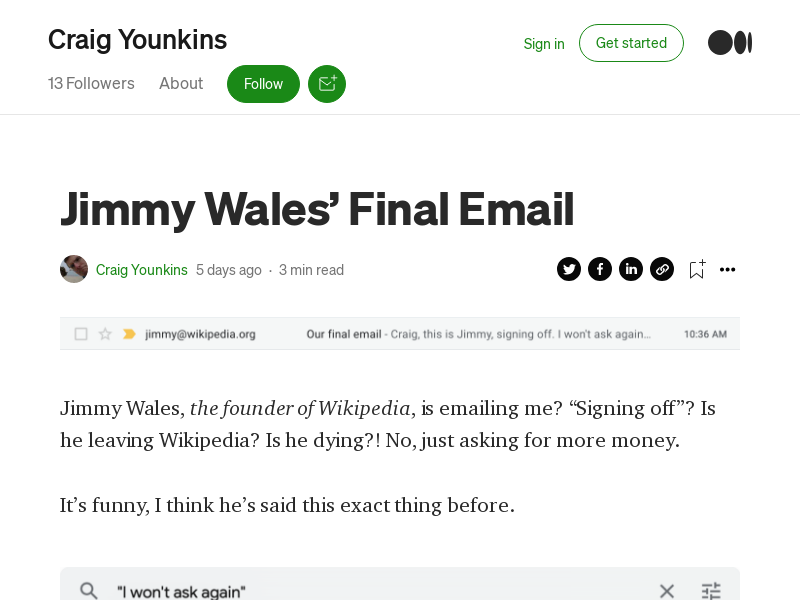 Craig Younkins
Sign in
Get started
13 Followers
About
Follow
Jimmy Wales’ Final Email
Craig Younkins 5 days ago · 3 min read
jimmy@wikipedia.org Our final email - Craig, this is Jimmy, signing off. I won't ask again... 10:36 AM
Jimmy Wales, the founder of Wikipedia, is emailing me? “Signing off”? Is
he leaving Wikipedia? Is he dying?! No, just asking for more money.
It’s funny, I think he’s said this exact thing before.
"I won't ask again"